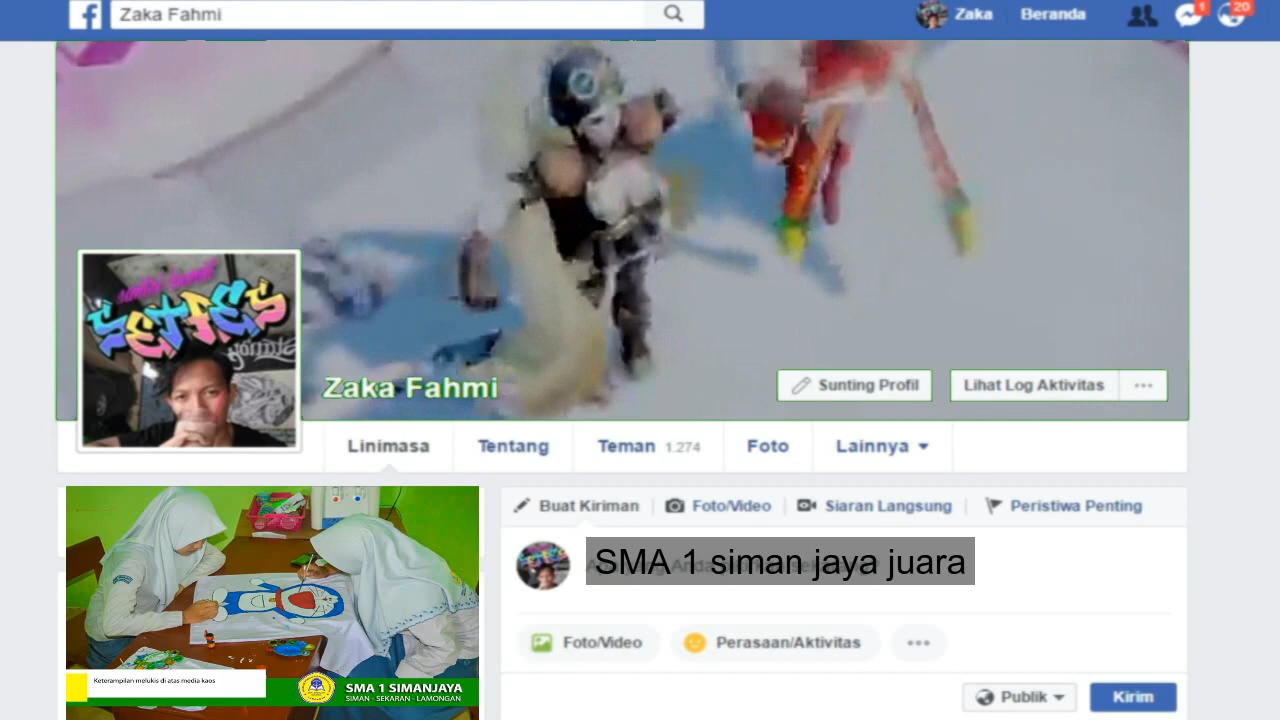 Zaka Fahmi
Zaka
Beranda
1
20
SETFES
Zaka Fahmi
Sunting Profil
Lihat Log Aktivitas
Linimasa
Tentang
Teman 1.274
Foto
Lainnya
Buat Kiriman
Foto/Video
Siaran Langsung
Peristiwa Penting
SMA 1 siman jaya juara
Foto/Video
Perasaan/Aktivitas
Publik
Kirim
Keterampilan melukis di atas media kaos
SMA 1 SIMANJAYA
SIMAN - SEKARAN - LAMONGAN